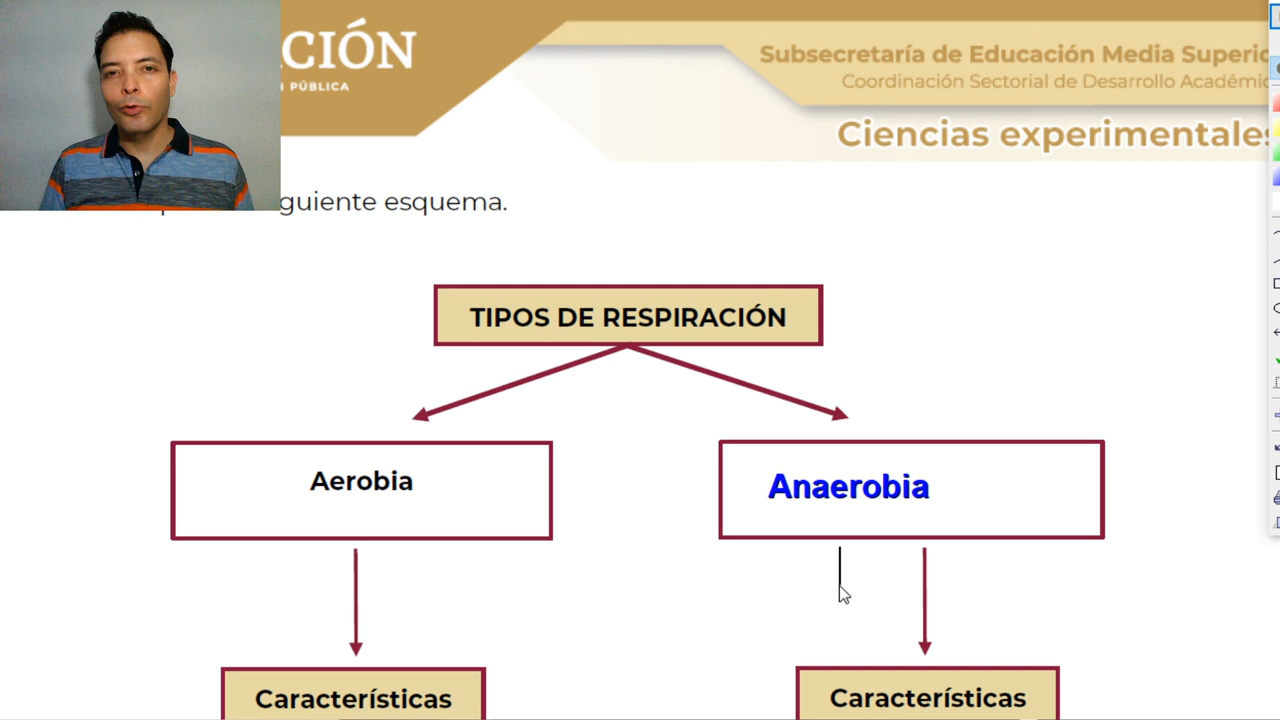 CIÓN
PÚBLICA
Subsecretaría de Educación Media Superio
Coordinación Sectorial de Desarrollo Académic
Ciencias experimentales
guiente esquema.
TIPOS DE RESPIRACIÓN
Aerobia
Anaerobia
Características
Características